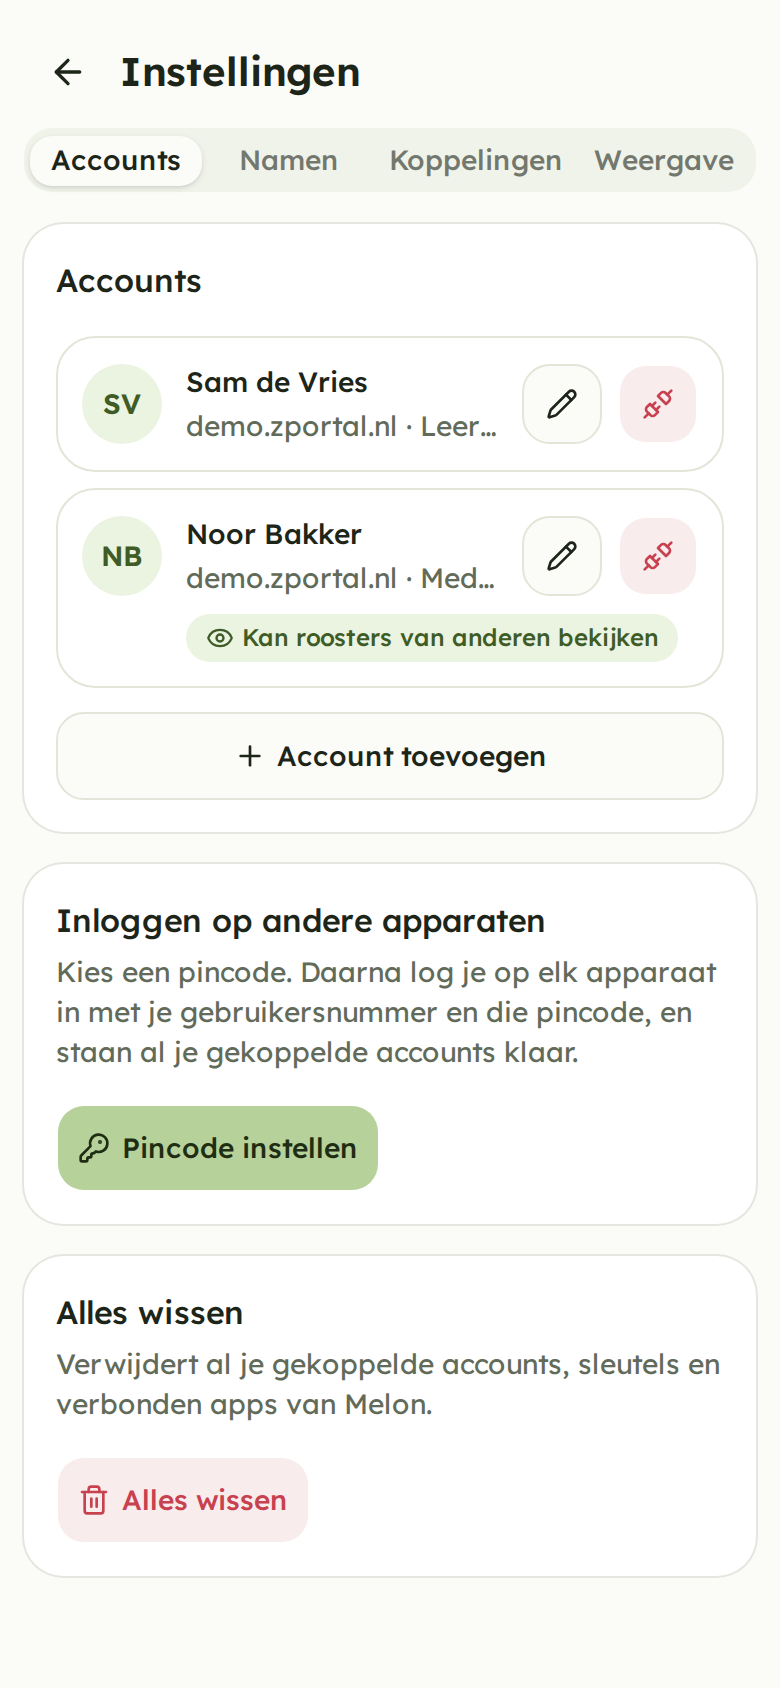 Instellingen
Accounts Namen Koppelingen Weergave
Accounts
SV
Sam de Vries
demo.zportal.nl · Leer...
NB
Noor Bakker
demo.zportal.nl · Med...
Kan roosters van anderen bekijken
Account toevoegen
Inloggen op andere apparaten
Kies een pincode. Daarna log je op elk apparaat
in met je gebruikersnummer en die pincode, en
staan al je gekoppelde accounts klaar.
Pincode instellen
Alles wissen
Verwijdert al je gekoppelde accounts, sleutels en
verbonden apps van Melon.
Alles wissen